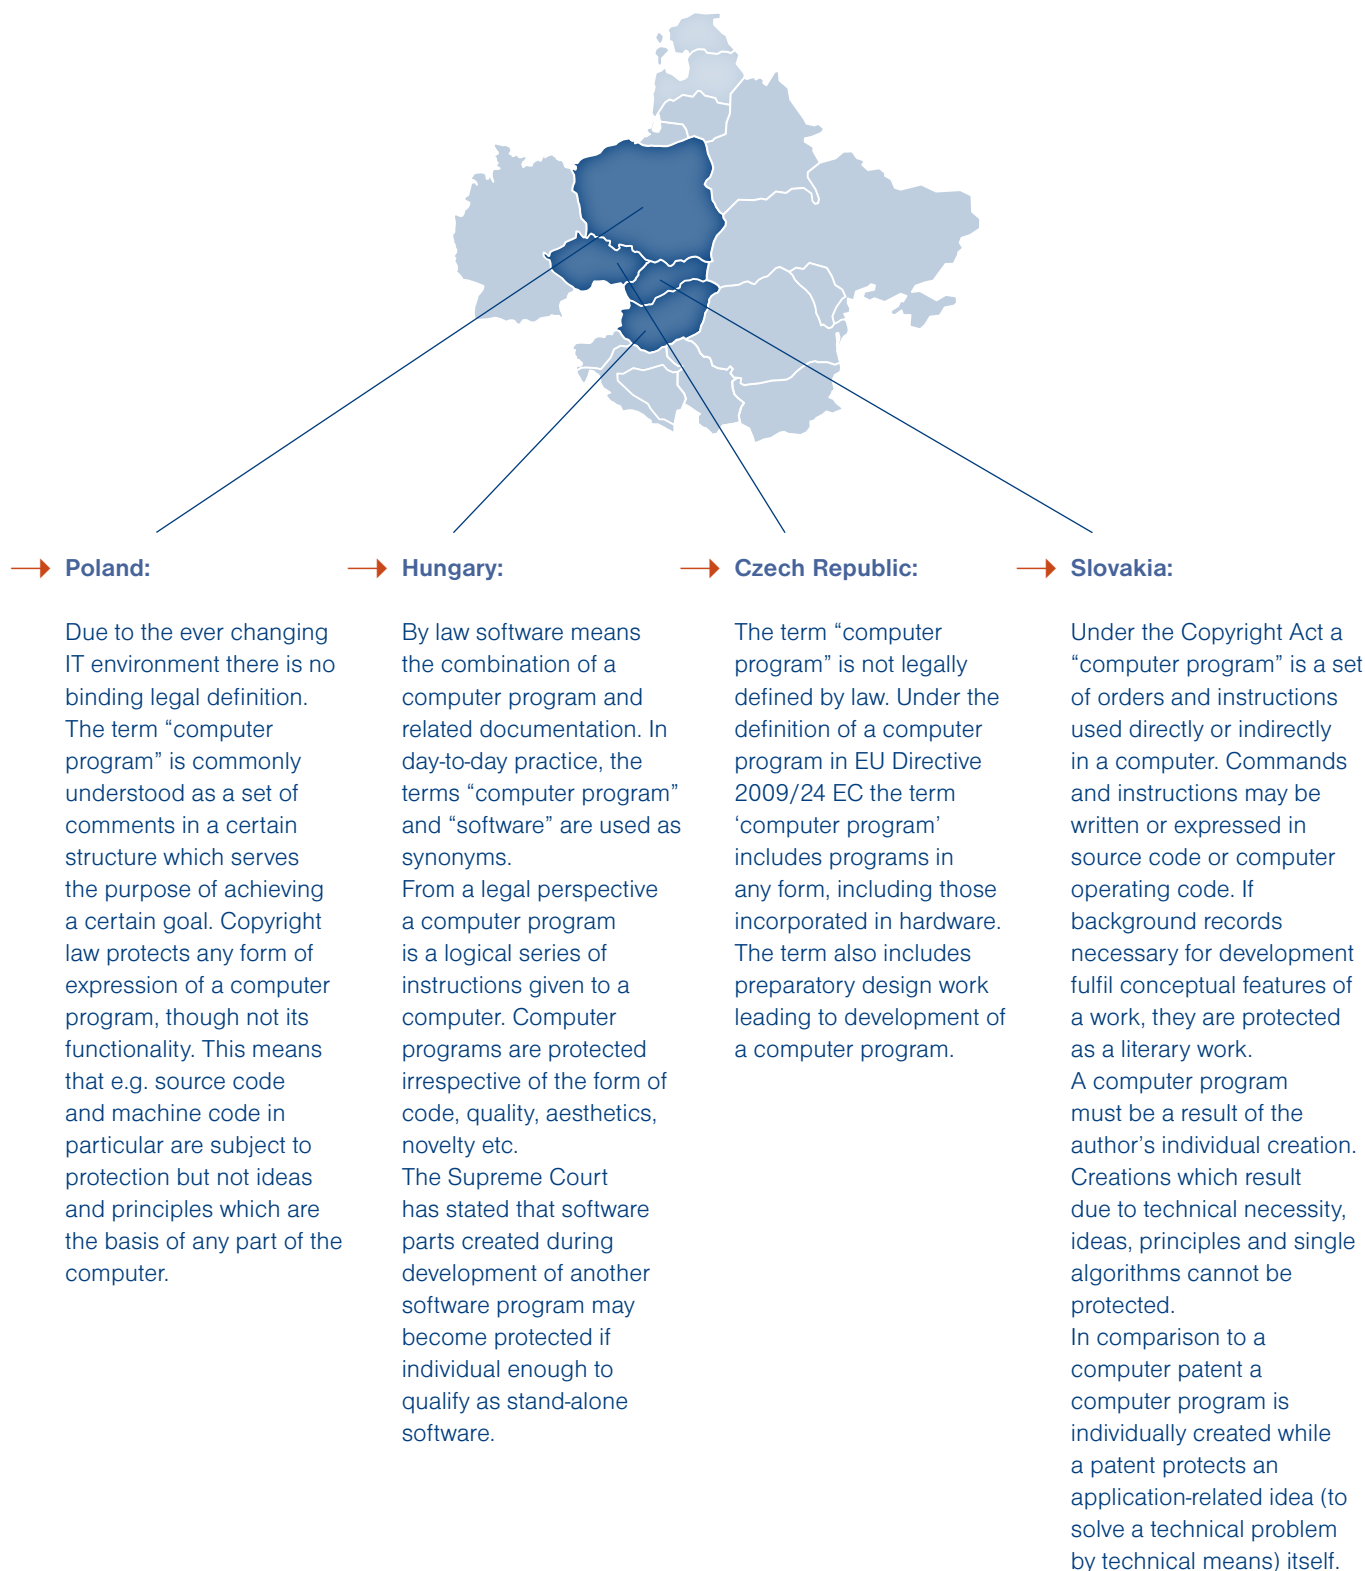 Poland:
Due to the ever changing
IT environment there is no
binding legal definition.
The term “computer
program” is commonly
understood as a set of
comments in a certain
structure which serves
the purpose of achieving
a certain goal. Copyright
law protects any form of
expression of a computer
program, though not its
functionality. This means
that e.g. source code
and machine code in
particular are subject to
protection but not ideas
and principles which are
the basis of any part of the
computer.
Hungary:
By law software means
the combination of a
computer program and
related documentation. In
day-to-day practice, the
terms “computer program”
and “software” are used as
synonyms.
From a legal perspective
a computer program
is a logical series of
instructions given to a
computer. Computer
programs are protected
irrespective of the form of
code, quality, aesthetics,
novelty etc.
The Supreme Court
has stated that software
parts created during
development of another
software program may
become protected if
individual enough to
qualify as stand-alone
software.
Czech Republic:
The term “computer
program” is not legally
defined by law. Under the
definition of a computer
program in EU Directive
2009/24 EC the term
‘computer program’
includes programs in
any form, including those
incorporated in hardware.
The term also includes
preparatory design work
leading to development of
a computer program.
Slovakia:
Under the Copyright Act a
“computer program” is a set
of orders and instructions
used directly or indirectly
in a computer. Commands
and instructions may be
written or expressed in
source code or computer
operating code. If
background records
necessary for development
fulfil conceptual features of
a work, they are protected
as a literary work.
A computer program
must be a result of the
author’s individual creation.
Creations which result
due to technical necessity,
ideas, principles and single
algorithms cannot be
protected.
In comparison to a
computer patent a
computer program is
individually created while
a patent protects an
application-related idea (to
solve a technical problem
by technical means) itself.